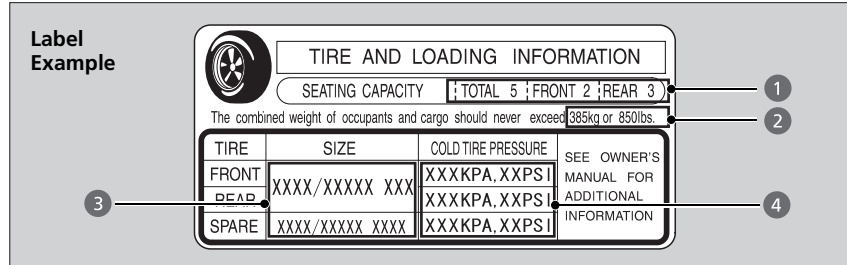 Label
Example
TIRE AND LOADING INFORMATION
SEATING CAPACITY TOTAL 5 FRONT 2 REAR 3
1
The combined weight of occupants and cargo should never exceed 385kg or 850lbs.
2
TIRE SIZE COLD TIRE PRESSURE
SEE OWNER'S
MANUAL FOR
ADDITIONAL
INFORMATION
FRONT XXXX/XXXXX XXX XXXKPA,XXPSI
REAR XXXKPA,XXPSI
SPARE XXXX/XXXXX XXXX XXXKPA,XXPSI
3
4